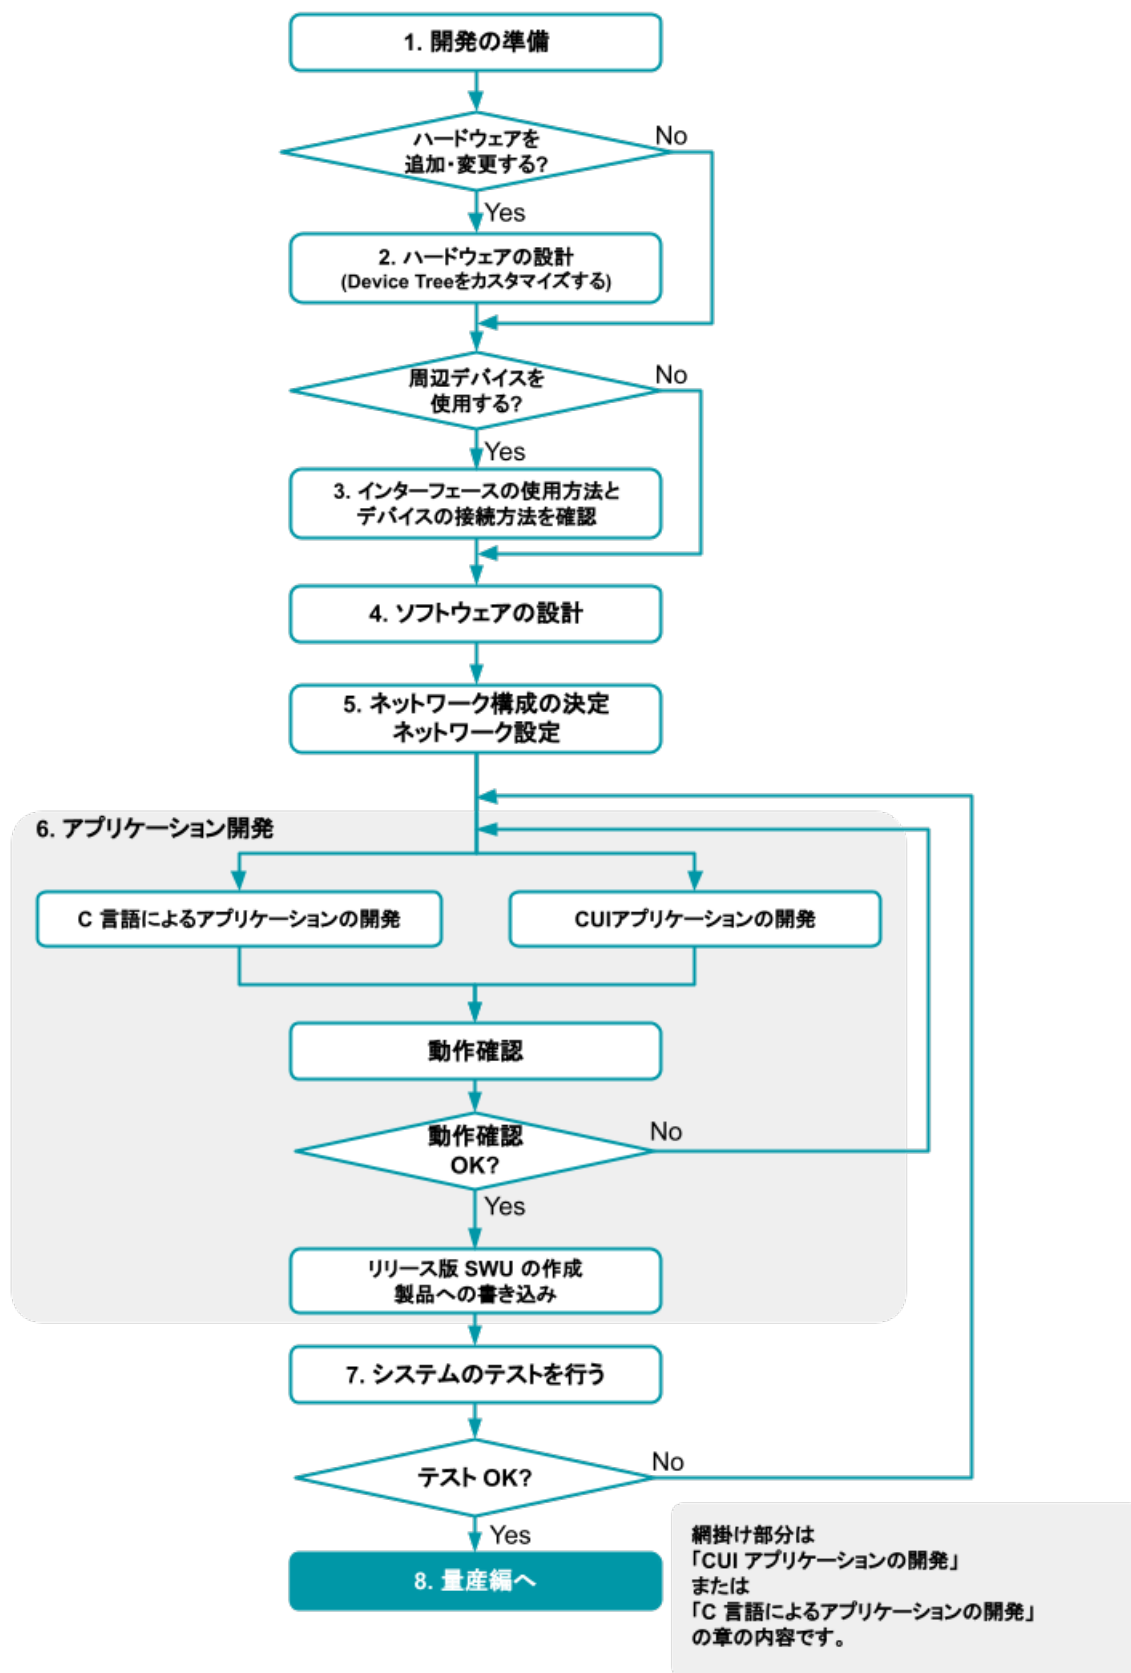 1. 開発の準備
ハードウェアを
追加・変更する?
No
Yes
2. ハードウェアの設計
(Device Treeをカスタマイズする)
周辺デバイスを
使用する?
No
Yes
3. インターフェースの使用方法と
デバイスの接続方法を確認
4. ソフトウェアの設計
5. ネットワーク構成の決定
ネットワーク設定
6. アプリケーション開発
C 言語によるアプリケーションの開発
CUIアプリケーションの開発
動作確認
動作確認
OK?
No
Yes
リリース版 SWU の作成
製品への書き込み
7. システムのテストを行う
テスト OK?
No
Yes
8. 量産編へ
網掛け部分は
「CUI アプリケーションの開発」
または
「C 言語によるアプリケーションの開発」
の章の内容です。